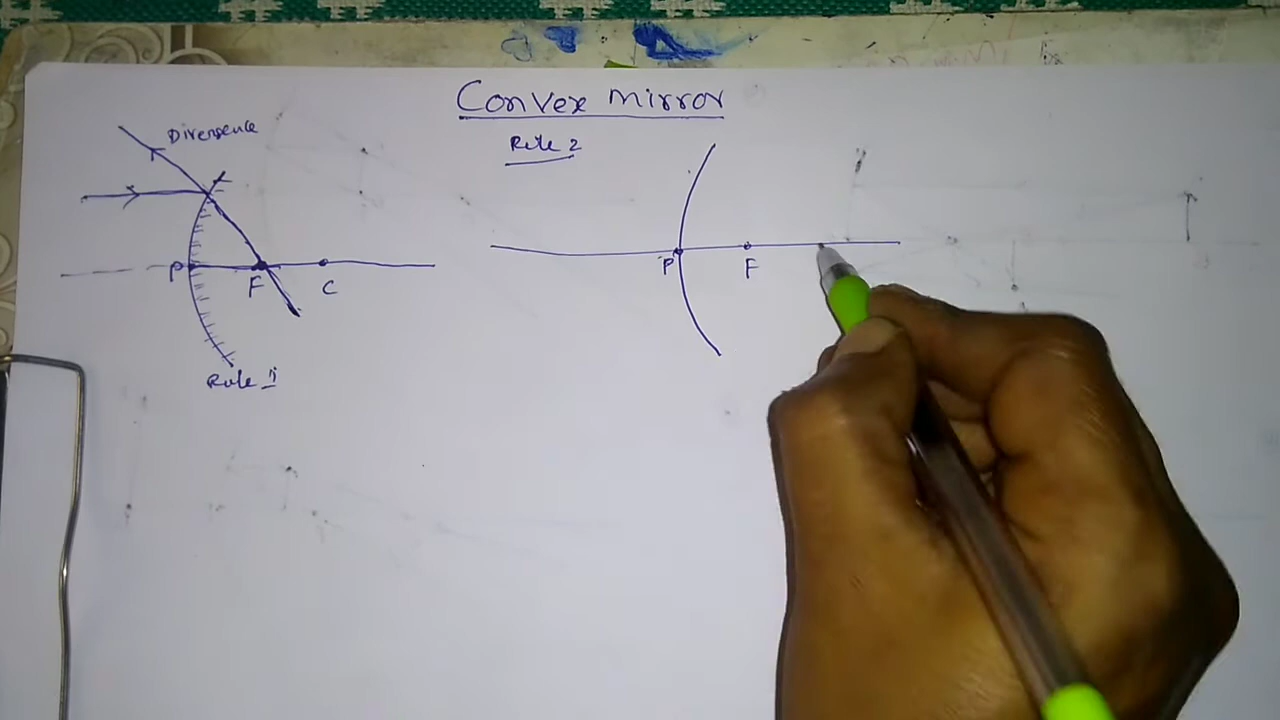 Convex mirror
Divergence
Rule 2
P F C
P F
Rule 1